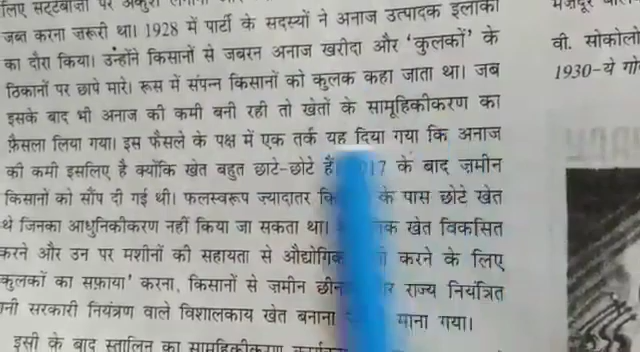 लिए सट्टेबाज़ी पर अंकुश
जब्त करना ज़रूरी था। 1928 में पार्टी के सदस्यों ने अनाज उत्पादक इलाकों
का दौरा किया। उन्होंने किसानों से जबरन अनाज खरीदा और 'कुलकों' के
ठिकानों पर छापे मारे। रूस में संपन्न किसानों को कुलक कहा जाता था। जब
इसके बाद भी अनाज की कमी बनी रही तो खेतों के सामूहिकीकरण का
फ़ैसला लिया गया। इस फैसले के पक्ष में एक तर्क यह दिया गया कि अनाज
की कमी इसलिए है क्योंकि खेत बहुत छोटे-छोटे हैं। 17 के बाद ज़मीन
किसानों को सौंप दी गई थी। फलस्वरूप ज़्यादातर के पास छोटे खेत
थे जिनका आधुनिकीकरण नहीं किया जा सकता था। खेत विकसित
करने और उन पर मशीनों की सहायता से औद्योगिक करने के लिए
कुलकों का सफ़ाया' करना, किसानों से ज़मीन राज्य नियंत्रित
नी सरकारी नियंत्रण वाले विशालकाय खेत बनाना माना गया।
इसी के बाद स्तालिन का सामूहिकीकरण
वी. सोकोलो
1930-ये